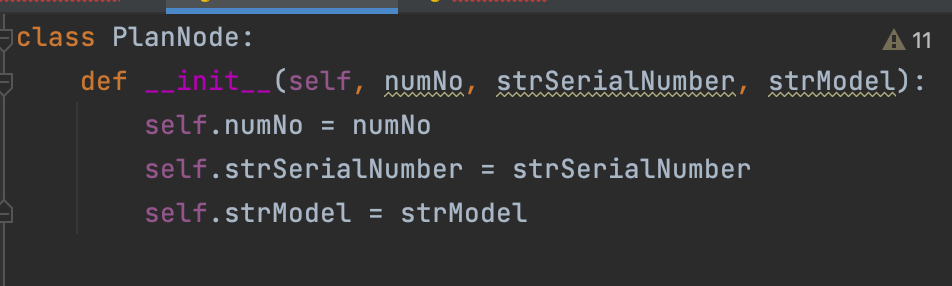 class PlanNode:
11
def __init__(self, numNo, strSerialNumber, strModel):
self.numNo = numNo
self.strSerialNumber = strSerialNumber
self.strModel = strModel